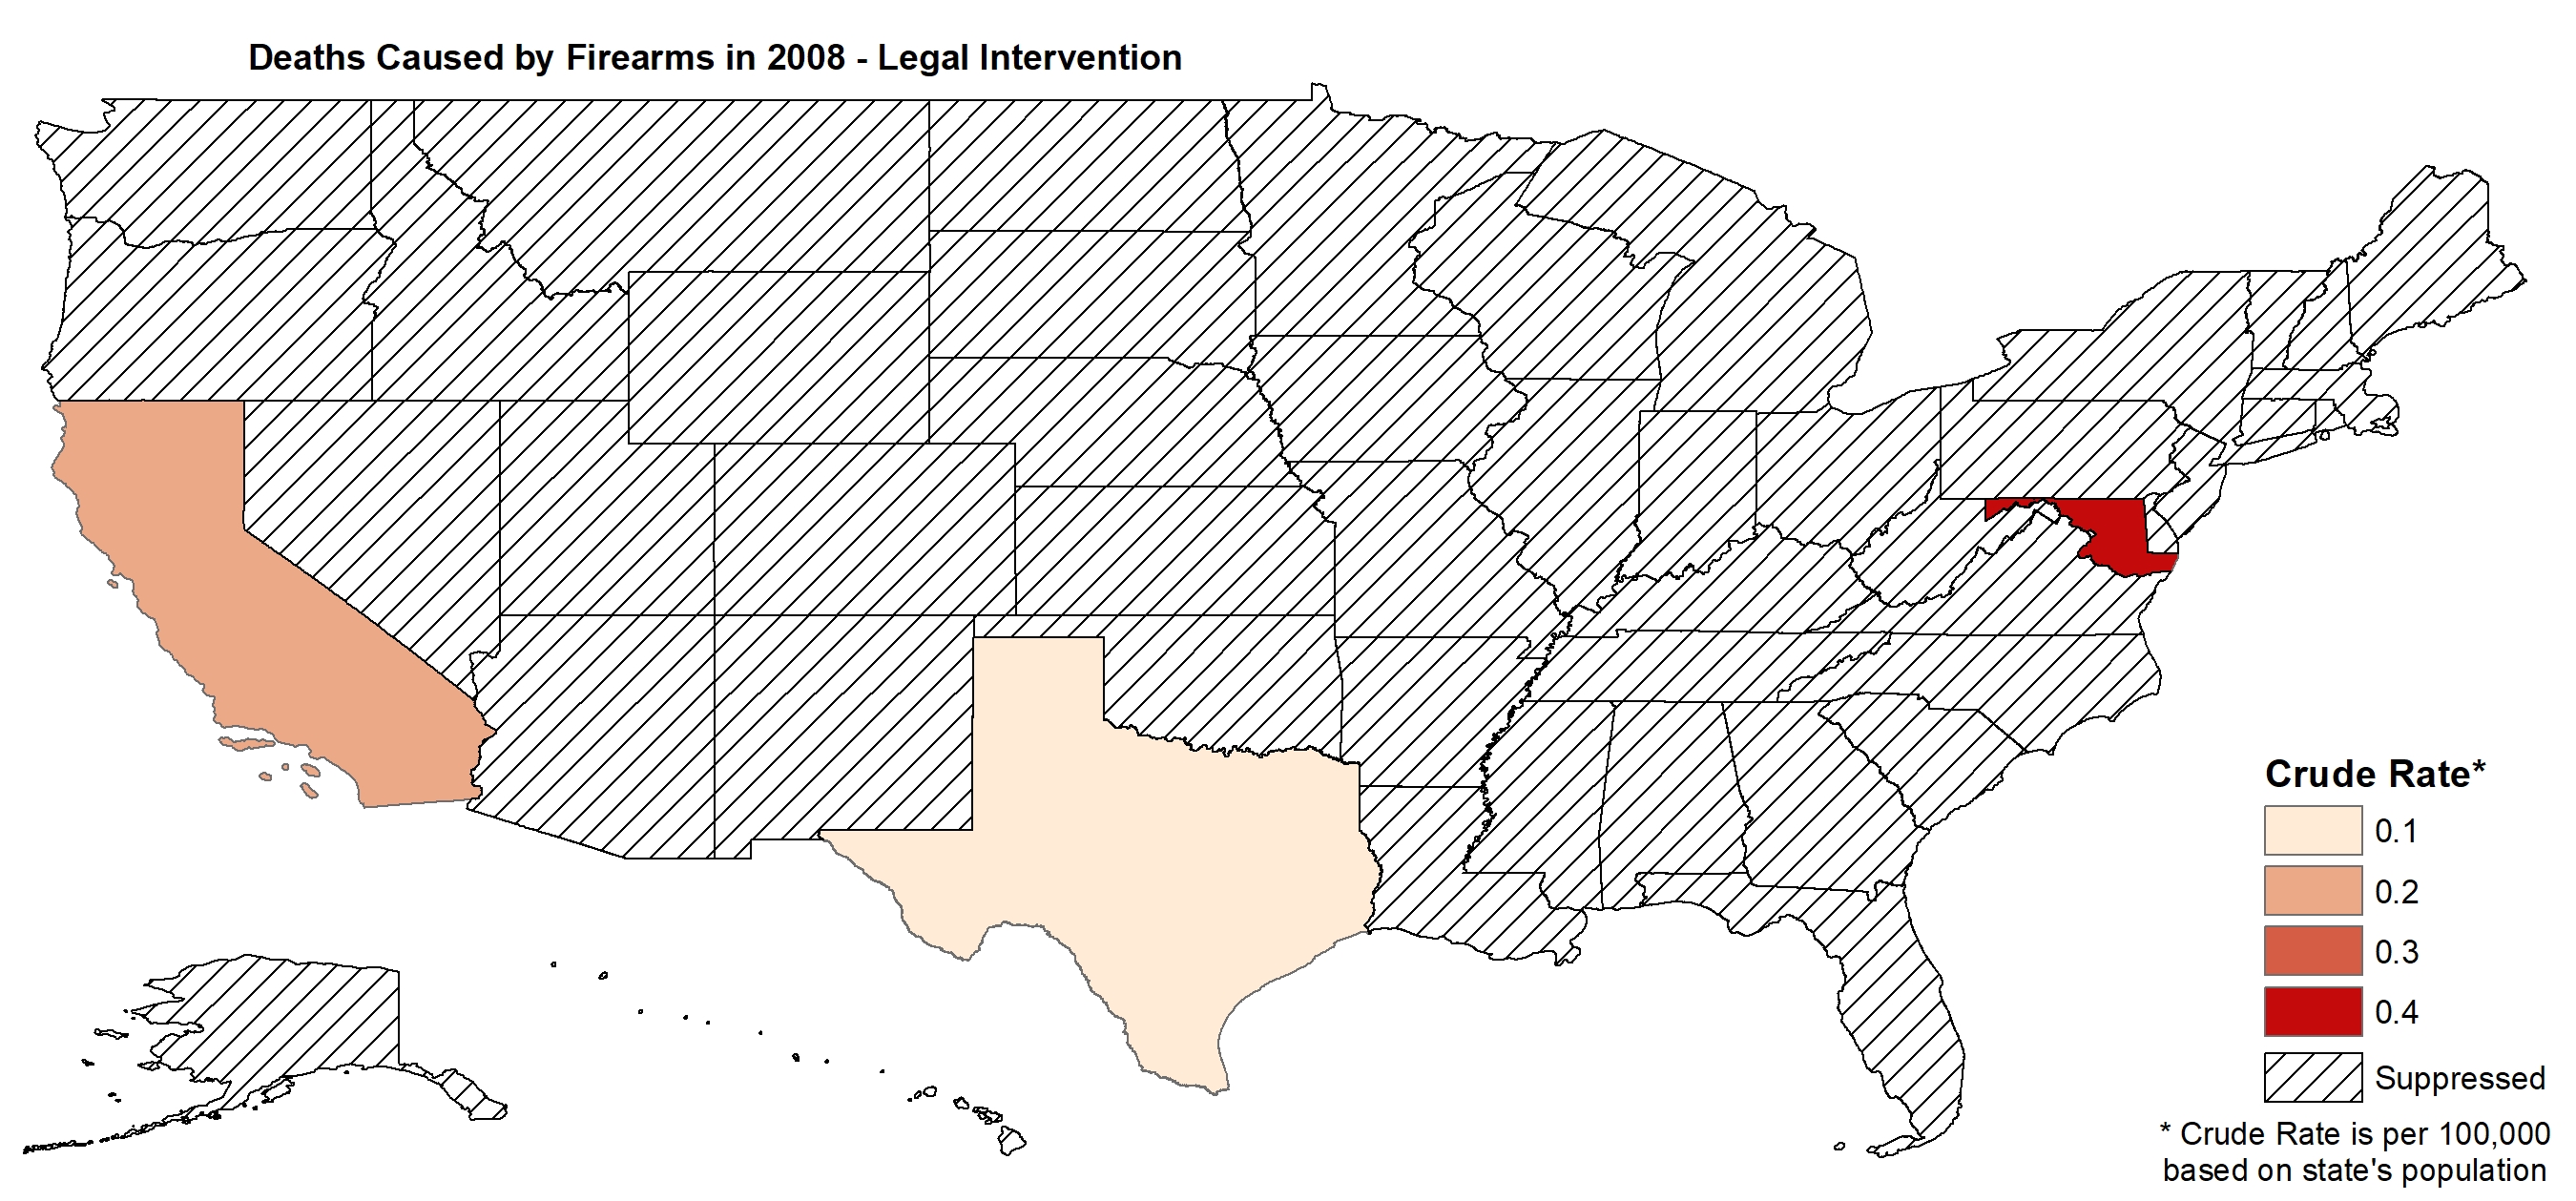 Deaths Caused by Firearms in 2008 - Legal Intervention
Crude Rate*
0.1
0.2
0.3
0.4
Suppressed
* Crude Rate is per 100,000
based on state's population